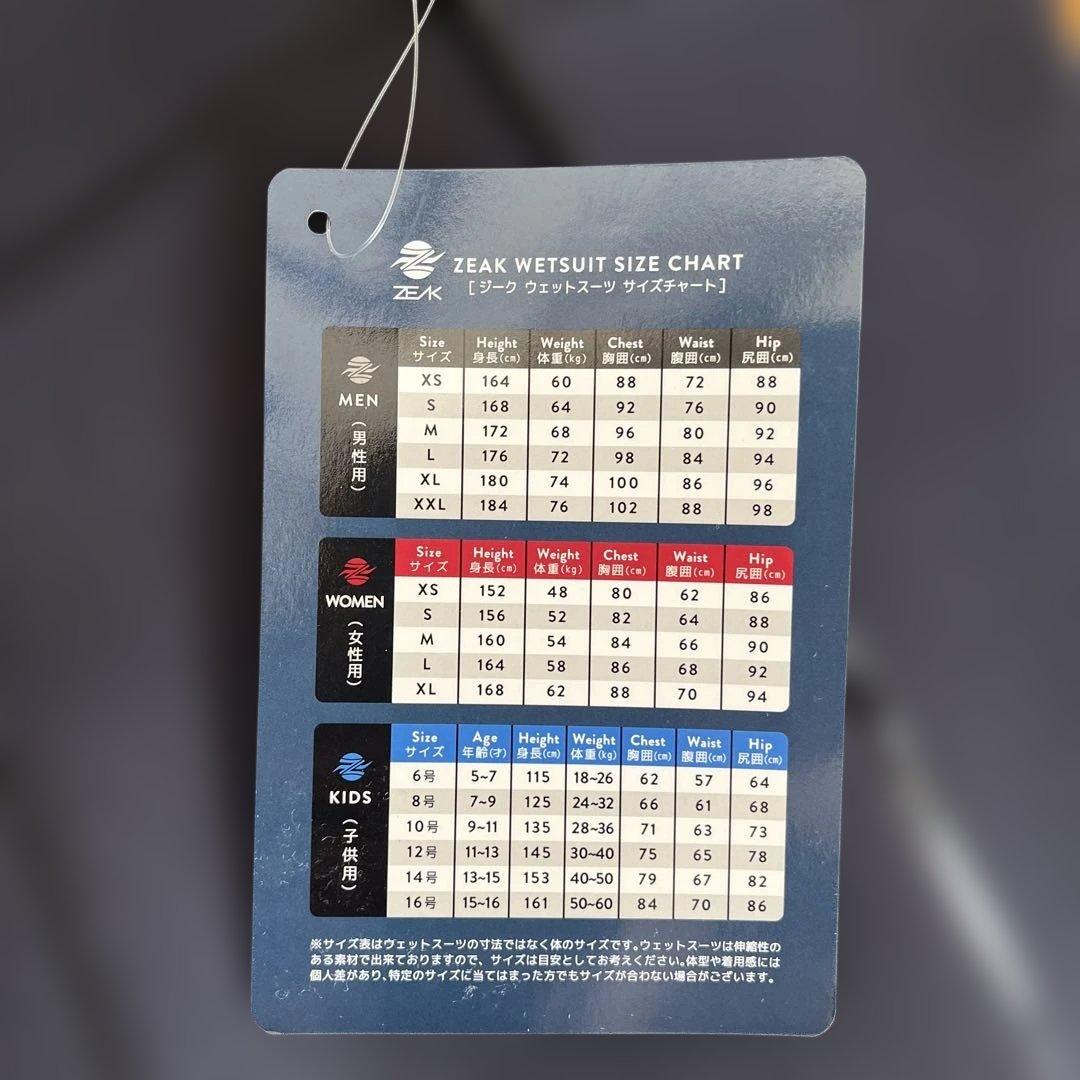 ZEAK
ZEAK WETSUIT SIZE CHART
[ジーク ウェットスーツ サイズチャート]
MEN
(男性用)
Size Height Weight Chest Waist Hip
サイズ 身長(cm) 体重(kg) 胸囲(cm) 腹囲(cm) 尻囲(cm)
XS 164 60 88 72 88
S 168 64 92 76 90
M 172 68 96 80 92
L 176 72 98 84 94
XL 180 74 100 86 96
XXL 184 76 102 88 98
WOMEN
(女性用)
Size Height Weight Chest Waist Hip
サイズ 身長(cm) 体重(kg) 胸囲(cm) 腹囲(cm) 尻囲(cm)
XS 152 48 80 62 86
S 156 52 82 64 88
M 160 54 84 66 90
L 164 58 86 68 92
XL 168 62 88 70 94
KIDS
(子供用)
Size Age Height Weight Chest Waist Hip
サイズ 年齢(才) 身長(cm) 体重(kg) 胸囲(cm) 腹囲(cm) 尻囲(cm)
6号 5~7 115 18~26 62 57 64
8号 7~9 125 24~32 66 61 68
10号 9~11 135 28~36 71 63 73
12号 11~13 145 30~40 75 65 78
14号 13~15 153 40~50 79 67 82
16号 15~16 161 50~60 84 70 86
※サイズ表はウェットスーツの寸法ではなく体のサイズです。ウェットスーツは伸縮性の
ある素材で出来ておりますので、サイズは目安としてお考えください。体型や着用感には
個人差があり、特定のサイズに当てはまった方でもサイズが合わない場合がございます。